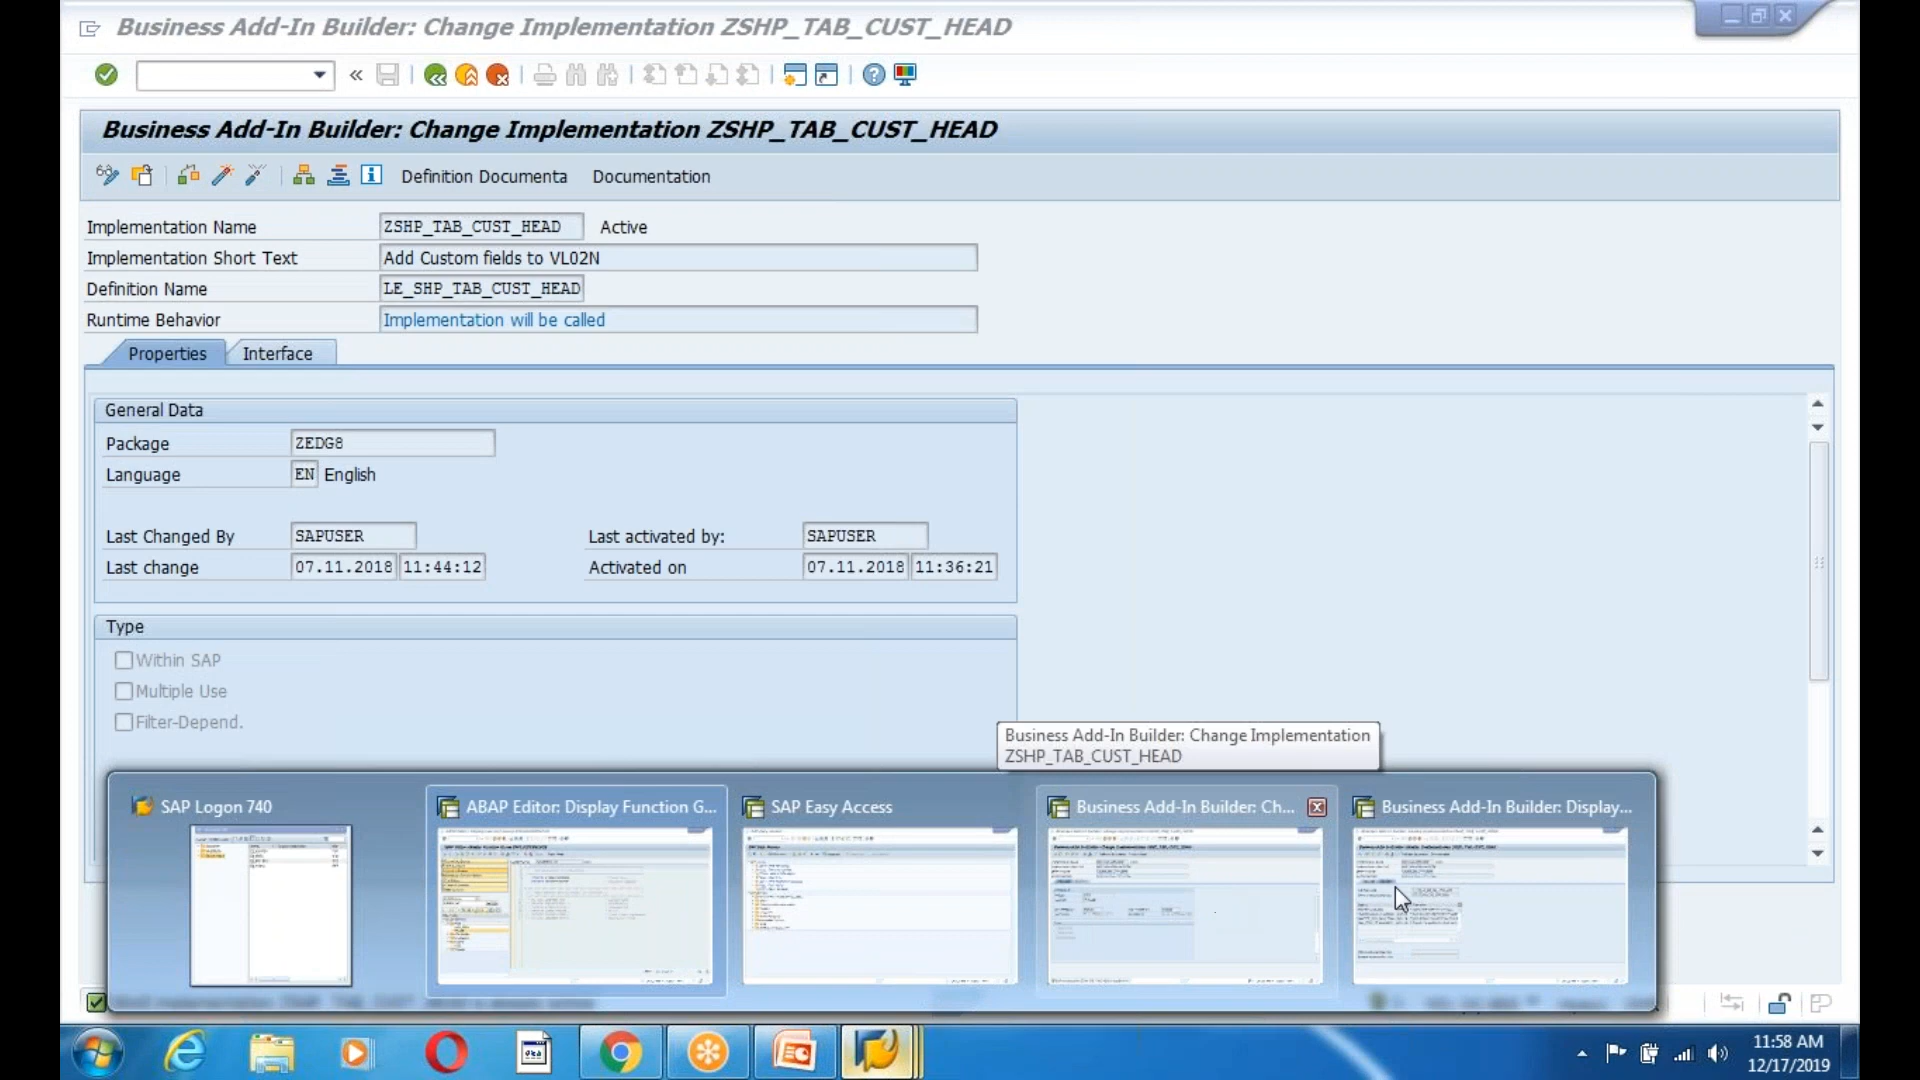 Business Add-In Builder: Change Implementation ZSHP_TAB_CUST_HEAD
Business Add-In Builder: Change Implementation ZSHP_TAB_CUST_HEAD
Definition Documenta Documentation
Implementation Name ZSHP_TAB_CUST_HEAD Active
Implementation Short Text Add Custom fields to VL02N
Definition Name LE_SHP_TAB_CUST_HEAD
Runtime Behavior Implementation will be called
Properties Interface
General Data
Package ZEDG8
Language EN English
Last Changed By SAPUSER Last activated by: SAPUSER
Last change 07.11.2018 11:44:12 Activated on 07.11.2018 11:36:21
Type
Within SAP
Multiple Use
Filter-Depend.
Business Add-In Builder: Change Implementation
ZSHP_TAB_CUST_HEAD
SAP Logon 740 ABAP Editor: Display Function G... SAP Easy Access Business Add-In Builder: Ch... Business Add-In Builder: Display...
11:58 AM
12/17/2019